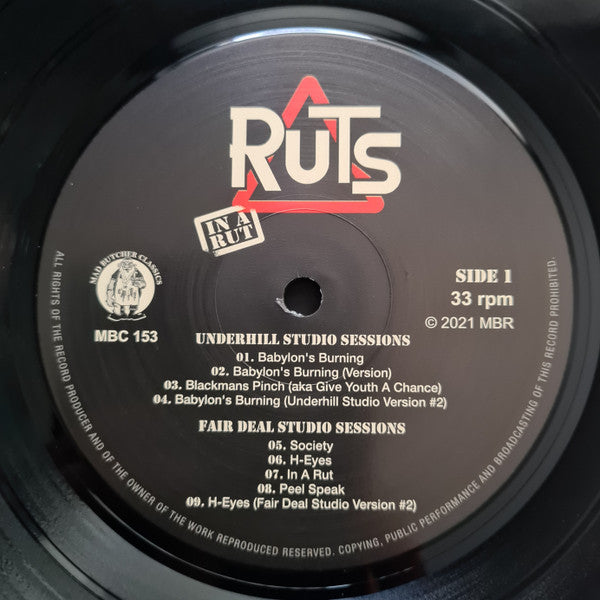 RUTS
IN A
RUT
MAD BUTCHER CLASSICS
MBC 153
SIDE 1
33 rpm
© 2021 MBR
UNDERHILL STUDIO SESSIONS
01. Babylon's Burning
02. Babylon's Burning (Version)
03. Blackmans Pinch (aka Give Youth A Chance)
04. Babylon's Burning (Underhill Studio Version #2)
FAIR DEAL STUDIO SESSIONS
05. Society
06. H-Eyes
07. In A Rut
08. Peel Speak
09. H-Eyes (Fair Deal Studio Version #2)
ALL RIGHTS OF THE RECORD PRODUCER AND OF THE OWNER OF THE WORK REPRODUCED RESERVED. COPYING, PUBLIC PERFORMANCE AND BROADCASTING OF THIS RECORD PROHIBITED.